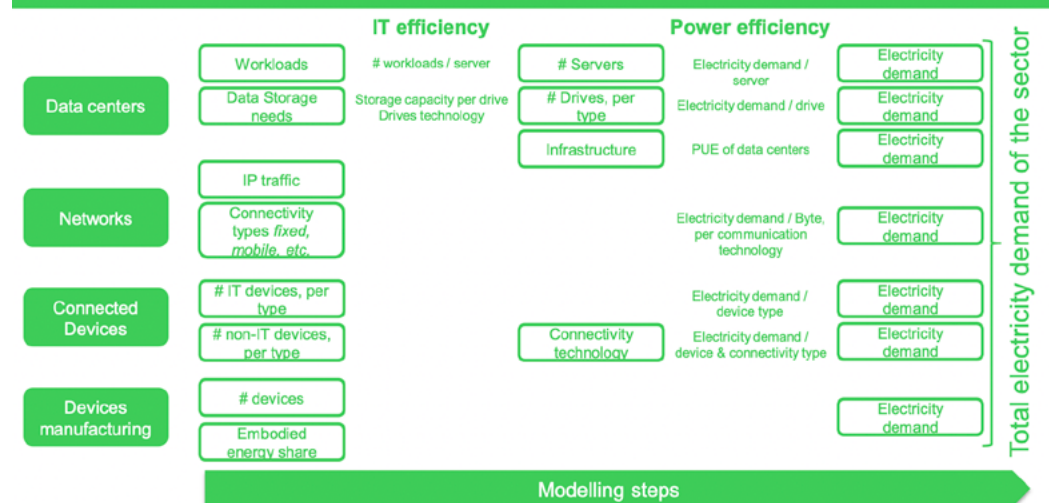 IT efficiency
Power efficiency
Data centers
Workloads
# workloads / server
# Servers
Electricity demand /
server
Electricity
demand
Data Storage
needs
Storage capacity per drive
Drives technology
# Drives, per
type
Electricity demand / drive
Electricity
demand
Infrastructure
PUE of data centers
Electricity
demand
Networks
IP traffic
Connectivity
types fixed,
mobile, etc.
Electricity demand / Byte,
per communication
technology
Electricity
demand
Connected
Devices
# IT devices, per
type
Electricity demand /
device type
Electricity
demand
# non-IT devices,
per type
Connectivity
technology
Electricity demand /
device & connectivity type
Electricity
demand
Devices
manufacturing
# devices
Embodied
energy share
Electricity
demand
Total electricity demand of the sector
Modelling steps